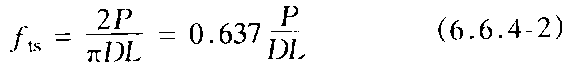 f_ts = 2P/πDL = 0.637 P/DL (6.6.4-2)